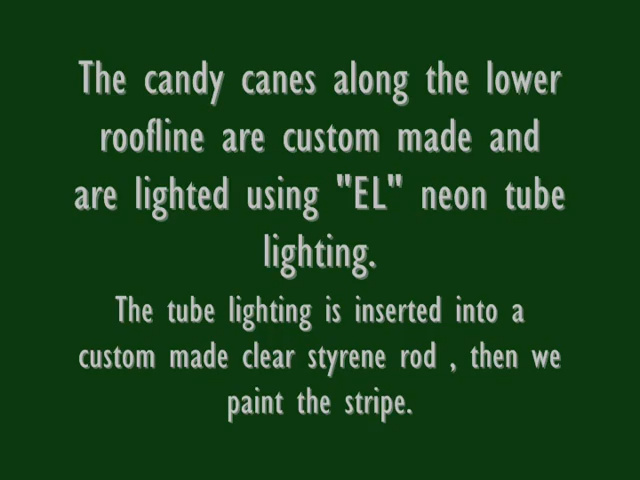 The candy canes along the lower
roofline are custom made and
are lighted using "EL" neon tube
lighting.
The tube lighting is inserted into a
custom made clear styrene rod , then we
paint the stripe.